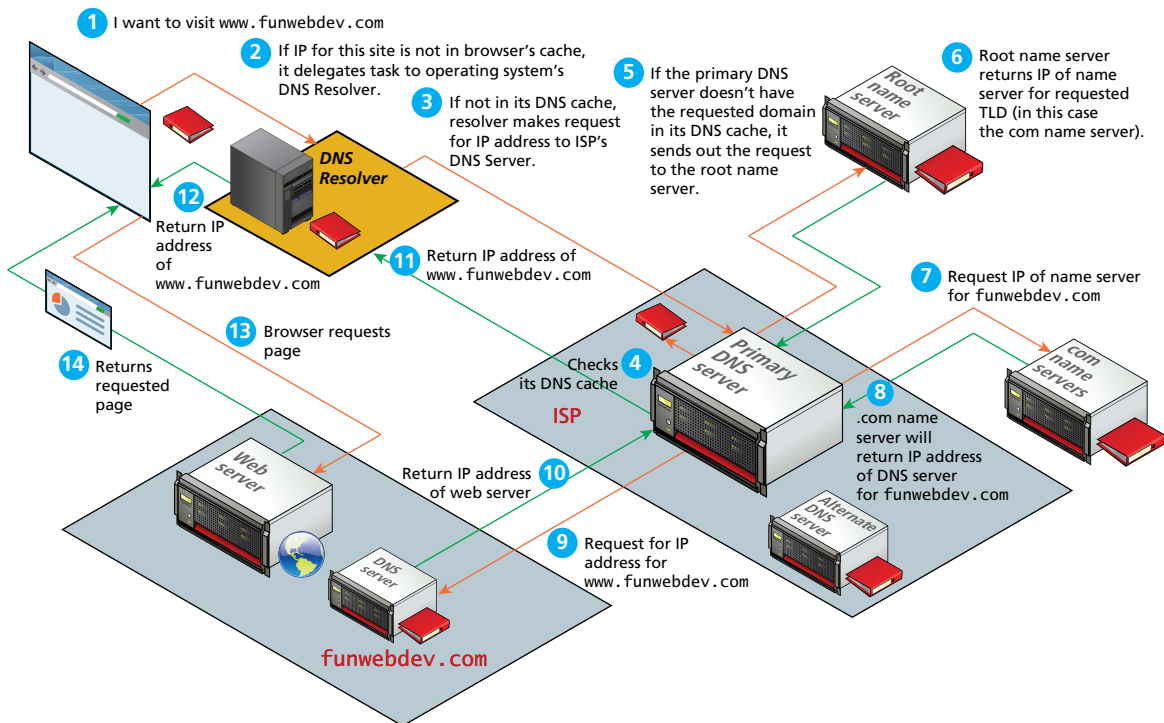 1 I want to visit www.funwebdev.com
2 If IP for this site is not in browser's cache,
it delegates task to operating system's
DNS Resolver.
3 If not in its DNS cache,
resolver makes request
for IP address to ISP's
DNS Server.
DNS
Resolver
5 If the primary DNS
server doesn't have
the requested domain
in its DNS cache, it
sends out the request
to the root name
server.
Root
name
server
6 Root name server
returns IP of name
server for requested
TLD (in this case
the com name server).
12
Return IP
address
of
www.funwebdev.com
11 Return IP address of
www.funwebdev.com
7 Request IP of name server
for funwebdev.com
13 Browser requests
page
14 Returns
requested
page
Checks 4
its DNS cache
ISP
Primary
DNS
server
com
name
servers
8
.com name
server will
return IP address
of DNS server
for funwebdev.com
Web
server
Return IP address 10
of web server
9 Request for IP
address for
www.funwebdev.com
Alternate
DNS
server
DNS
server
funwebdev.com